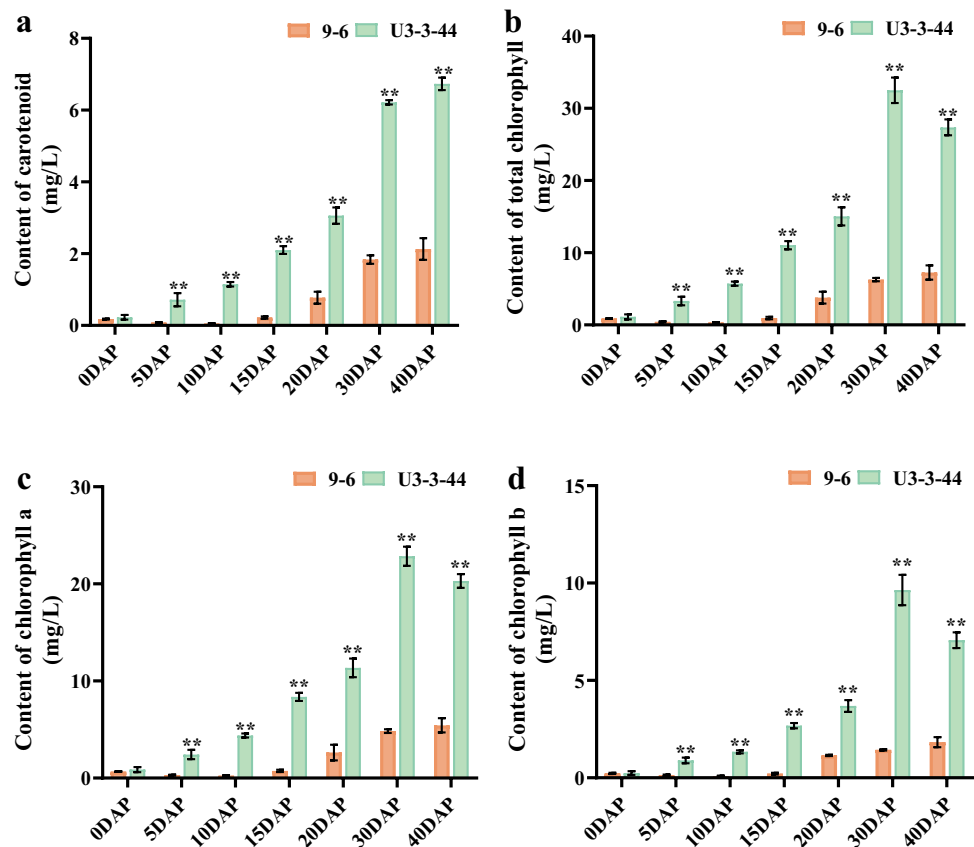 a
9-6 U3-3-44
Content of carotenoid
(mg/L)
8
6
4
2
0
** ** ** ** ** **
0DAP 5DAP 10DAP 15DAP 20DAP 30DAP 40DAP
b
9-6 U3-3-44
Content of total chlorophyll
(mg/L)
40
30
20
10
0
** ** ** ** ** **
0DAP 5DAP 10DAP 15DAP 20DAP 30DAP 40DAP
c
9-6 U3-3-44
Content of chlorophyll a
(mg/L)
30
20
10
0
** ** ** ** ** **
0DAP 5DAP 10DAP 15DAP 20DAP 30DAP 40DAP
d
9-6 U3-3-44
Content of chlorophyll b
(mg/L)
15
10
5
0
** ** ** ** ** **
0DAP 5DAP 10DAP 15DAP 20DAP 30DAP 40DAP